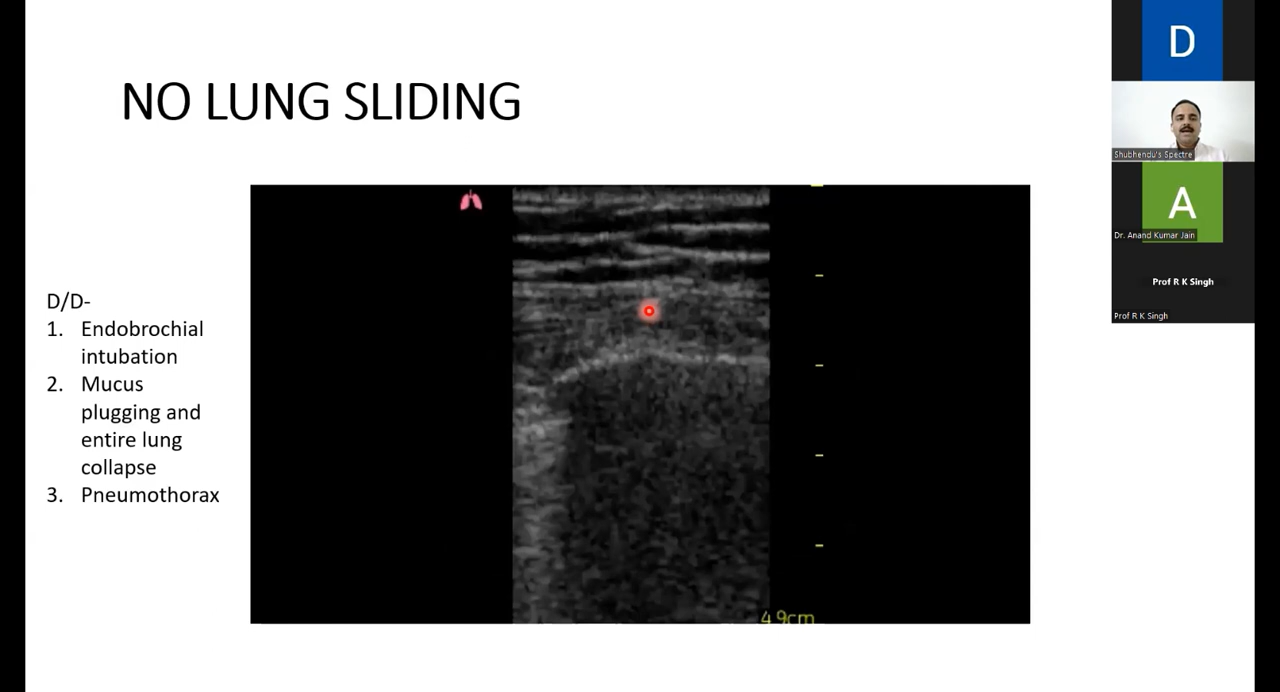 NO LUNG SLIDING
D/D-
1. Endobrochial
intubation
2. Mucus
plugging and
entire lung
collapse
3. Pneumothorax
4.9cm
D
Shubhendu's Spectre
A
Dr. Anand Kumar Jain
Prof R K Singh
Prof R K Singh